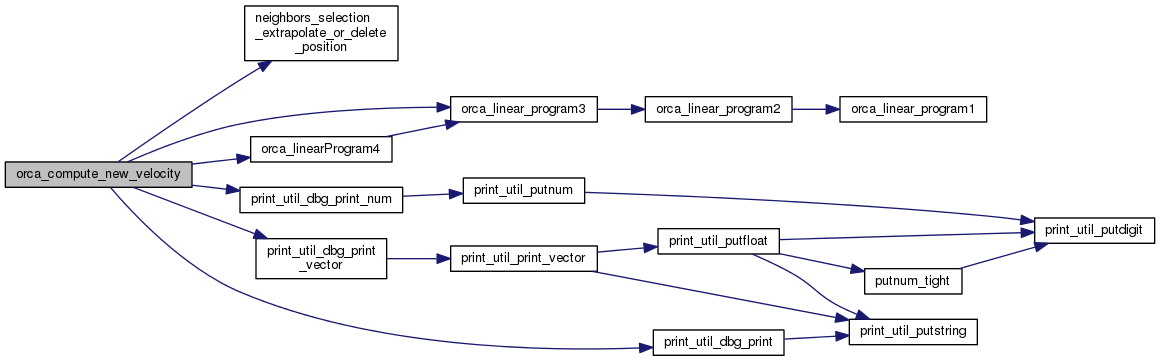 neighbors_selection
_extrapolate_or_delete
_position
orca_linear_program3
orca_linear_program2
orca_linear_program1
orca_linearProgram4
orca_compute_new_velocity
print_util_dbg_print_num
print_util_putnum
print_util_putdigit
print_util_dbg_print
_vector
print_util_print_vector
print_util_putfloat
putnum_tight
print_util_putstring
print_util_dbg_print